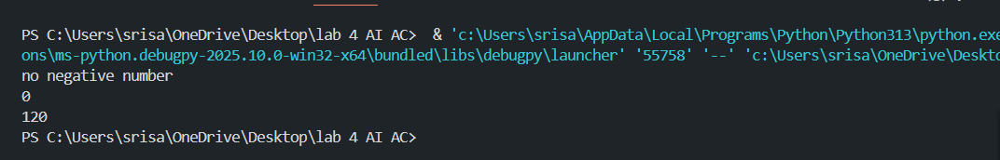 PS C:\Users\srisa\OneDrive\Desktop\lab 4 AI AC>  & 'c:\Users\srisa\AppData\Local\Programs\Python\Python313\python.exe
ons\ms-python.debugpy-2025.10.0-win32-x64\bundled\libs\debugpy\launcher' '55758' '--' 'c:\Users\srisa\OneDrive\Deskto
no negative number
0
120
PS C:\Users\srisa\OneDrive\Desktop\lab 4 AI AC>